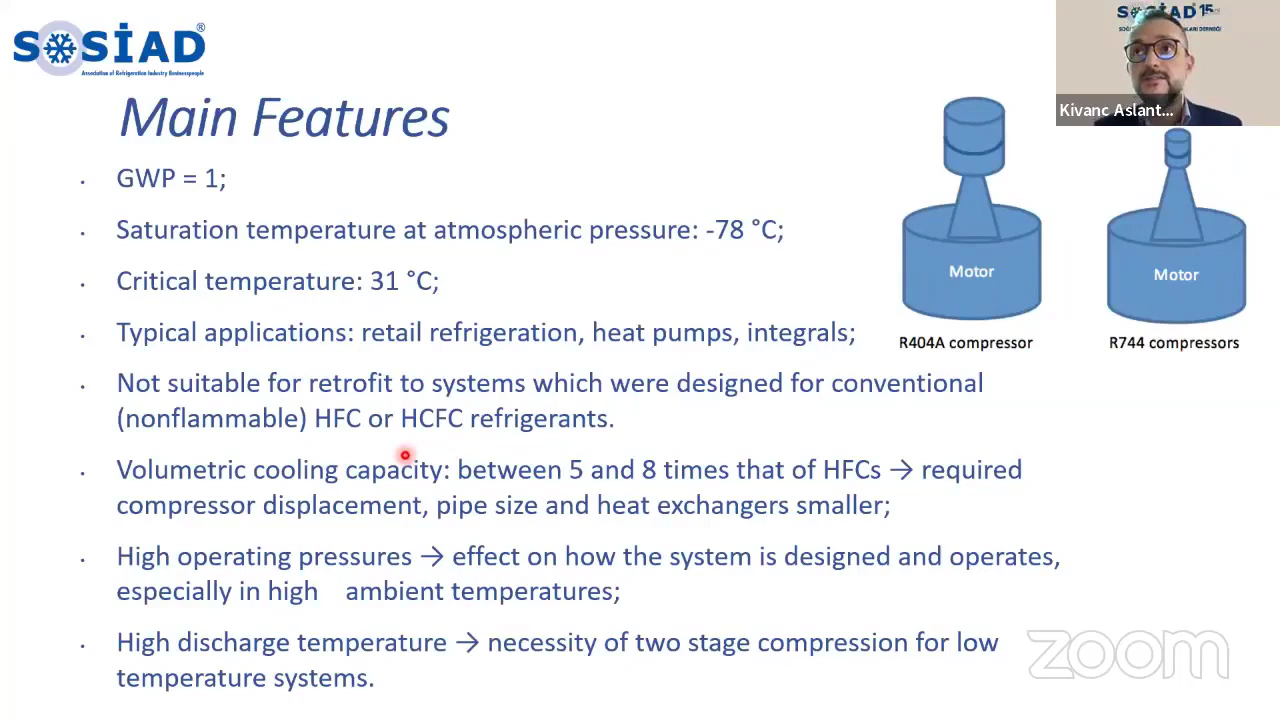 SOSİAD®
Association of Refrigeration Industry Businesspeople
Main Features
GWP = 1;
Saturation temperature at atmospheric pressure: -78 °C;
Critical temperature: 31 °C;
Typical applications: retail refrigeration, heat pumps, integrals;
Not suitable for retrofit to systems which were designed for conventional
(nonflammable) HFC or HCFC refrigerants.
Volumetric cooling capacity: between 5 and 8 times that of HFCs → required
compressor displacement, pipe size and heat exchangers smaller;
High operating pressures → effect on how the system is designed and operates,
especially in high ambient temperatures;
High discharge temperature → necessity of two stage compression for low
temperature systems.
Kivanc Aslant...
Motor
Motor
R404A compressor
R744 compressors
zoom